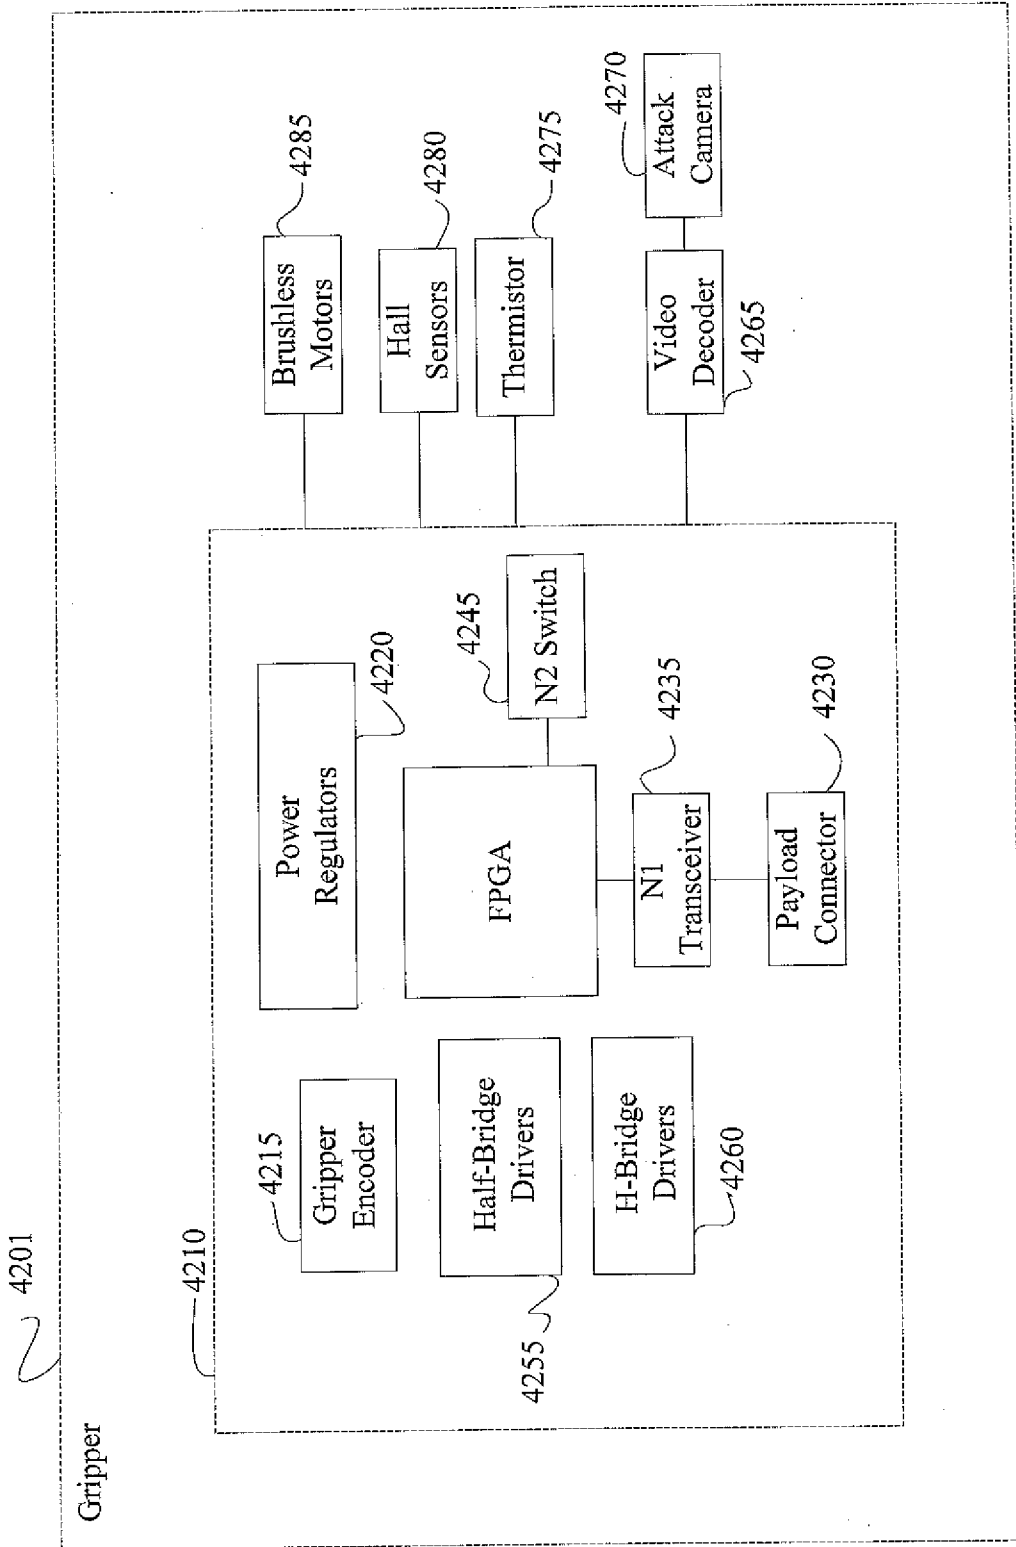 4201
Gripper
4210
4215
Gripper
Encoder
Power
Regulators
4220
Half-Bridge
Drivers
4255
FPGA
N2 Switch
4245
H-Bridge
Drivers
4260
N1
Transceiver
4235
Payload
Connector
4230
Brushless
Motors
4285
Hall
Sensors
4280
Thermistor
4275
Video
Decoder
4265
Attack
Camera
4270